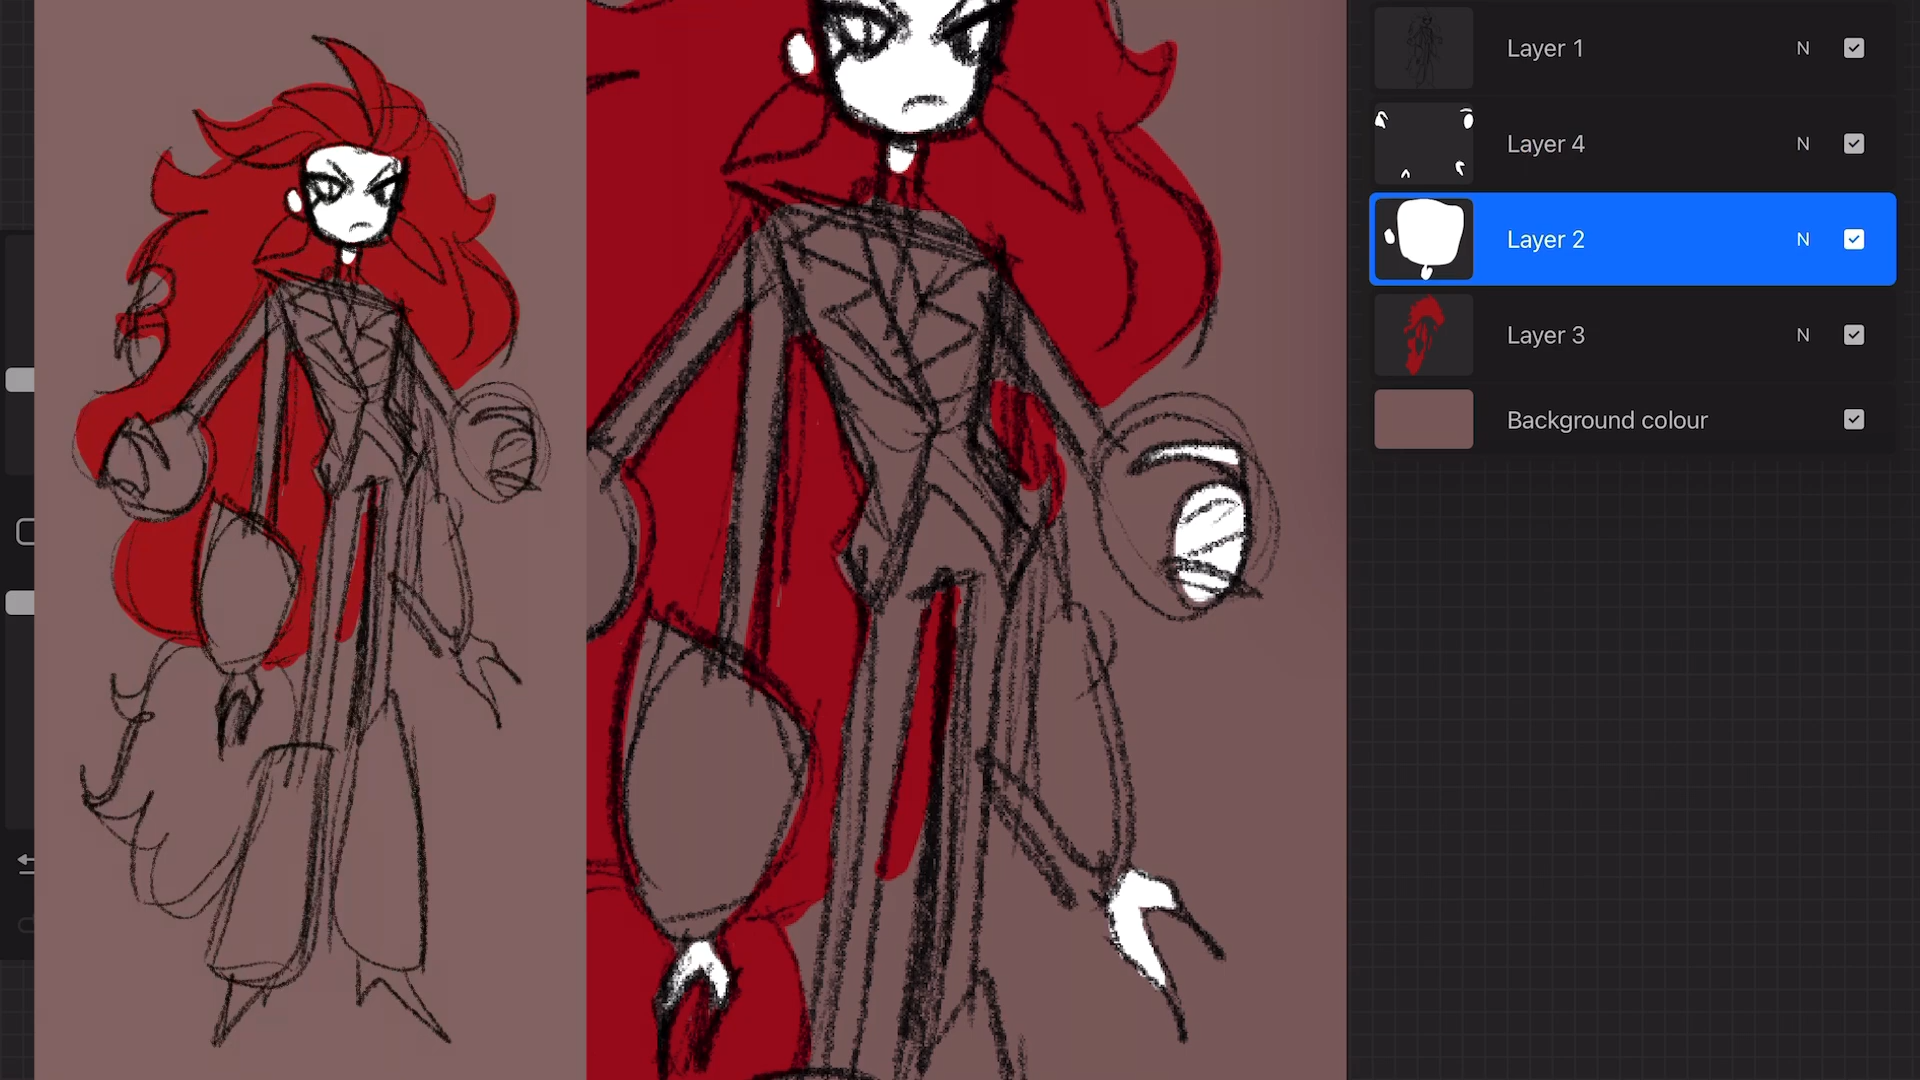 Layer 1 N
Layer 4 N
Layer 2 N
Layer 3 N
Background colour